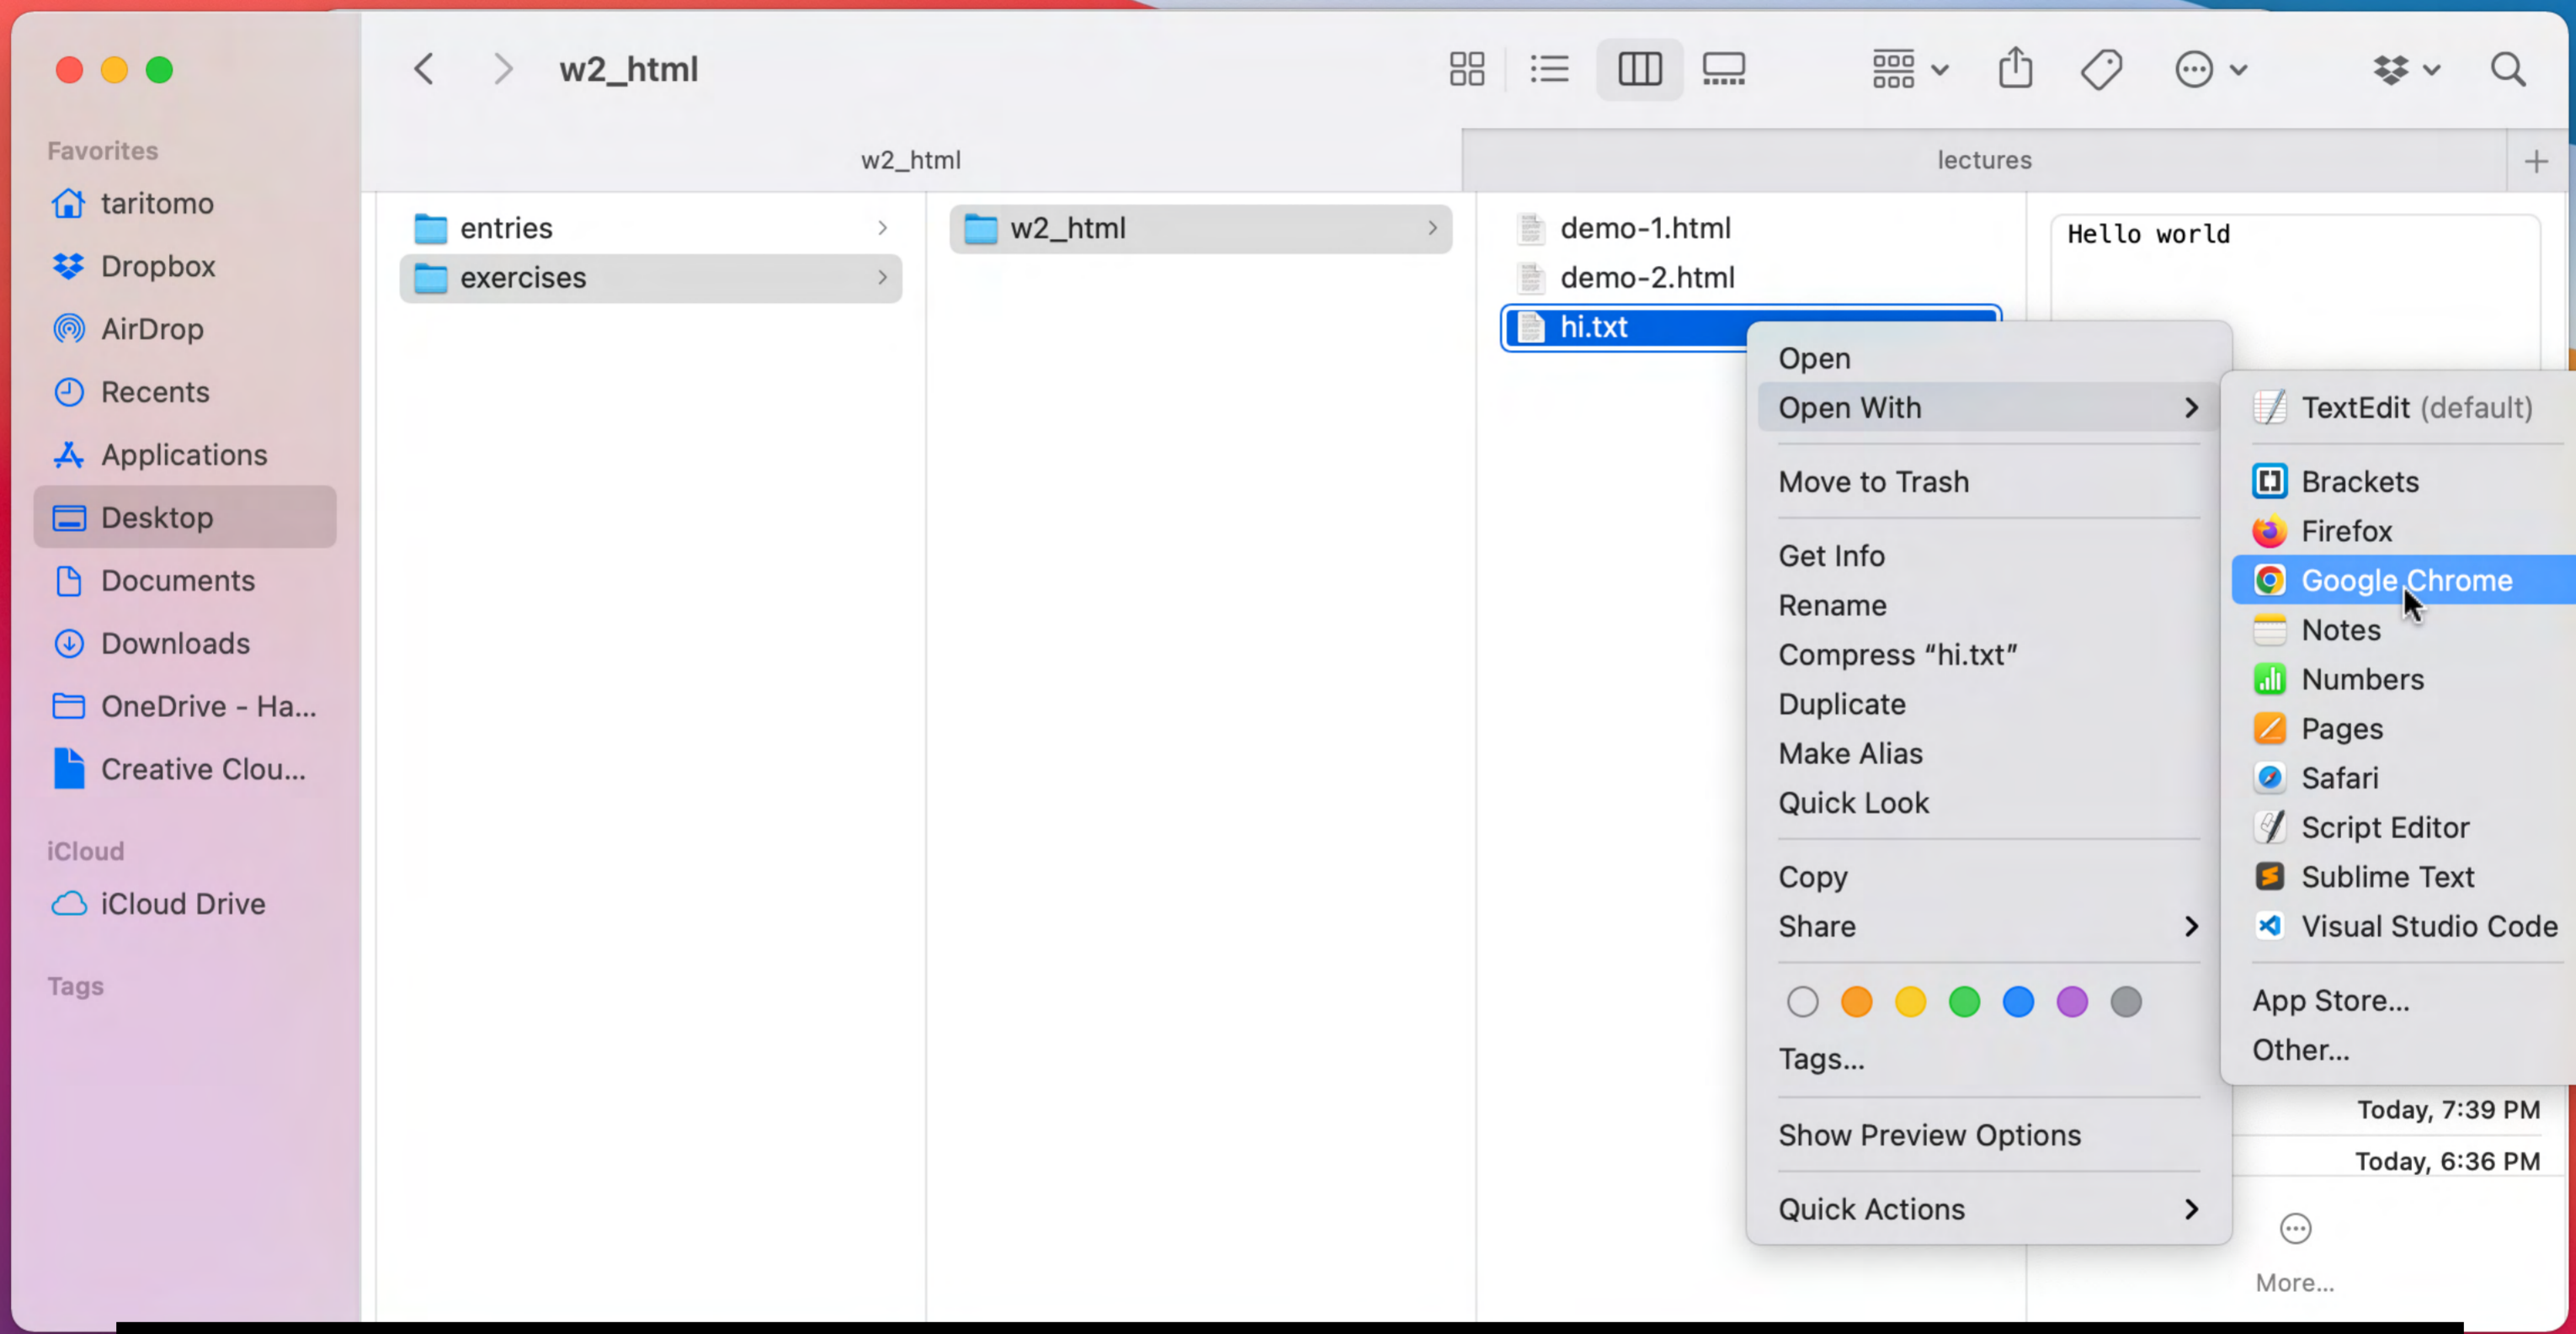 w2_html
w2_html
lectures
Favorites
taritomo
Dropbox
AirDrop
Recents
Applications
Desktop
Documents
Downloads
OneDrive - Ha...
Creative Clou...
iCloud
iCloud Drive
Tags
entries
exercises
w2_html
demo-1.html
demo-2.html
hi.txt
Hello world
Open
Open With
Move to Trash
Get Info
Rename
Compress “hi.txt”
Duplicate
Make Alias
Quick Look
Copy
Share
Tags...
Show Preview Options
Quick Actions
TextEdit (default)
Brackets
Firefox
Google Chrome
Notes
Numbers
Pages
Safari
Script Editor
Sublime Text
Visual Studio Code
App Store...
Other...
Today, 7:39 PM
Today, 6:36 PM
More...